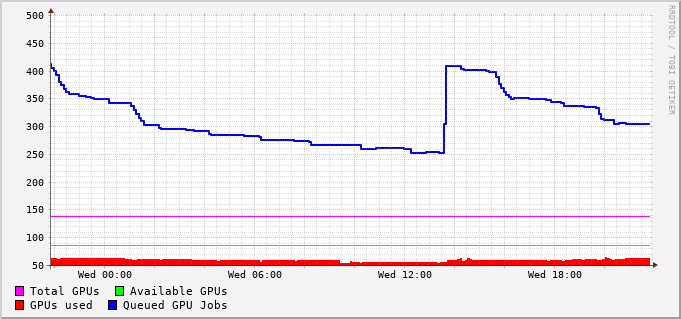 500
450
400
350
300
250
200
150
100
50
Wed 00:00 Wed 06:00 Wed 12:00 Wed 18:00
Total GPUs Available GPUs
GPUs used Queued GPU Jobs
RRDTOOL / TOBI OETIKER